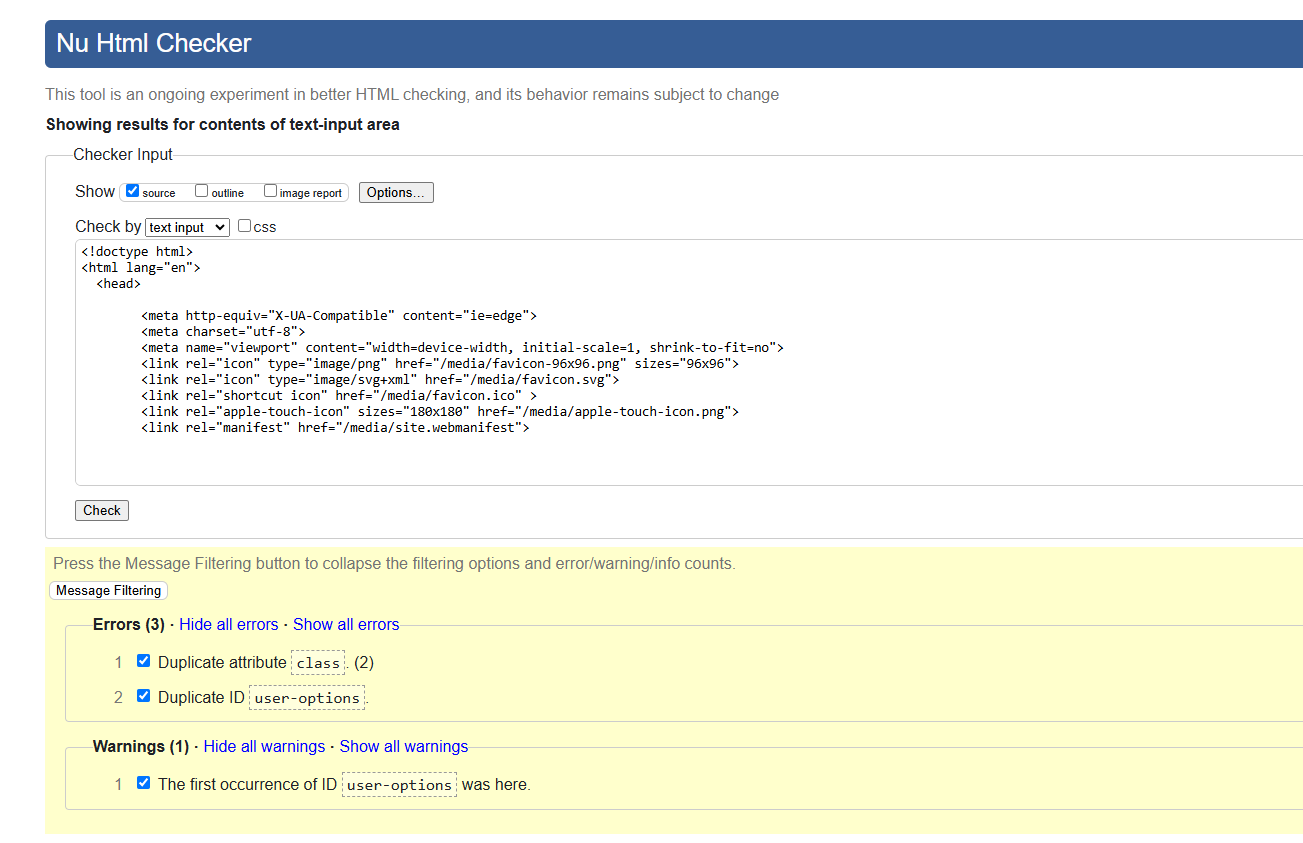 Nu Html Checker
This tool is an ongoing experiment in better HTML checking, and its behavior remains subject to change
Showing results for contents of text-input area
Checker Input
Show source outline image report Options...
Check by text input css
<!doctype html>
<html lang="en">
<head>
<meta http-equiv="X-UA-Compatible" content="ie=edge">
<meta charset="utf-8">
<meta name="viewport" content="width=device-width, initial-scale=1, shrink-to-fit=no">
<link rel="icon" type="image/png" href="/media/favicon-96x96.png" sizes="96x96">
<link rel="icon" type="image/svg+xml" href="/media/favicon.svg">
<link rel="shortcut icon" href="/media/favicon.ico" >
<link rel="apple-touch-icon" sizes="180x180" href="/media/apple-touch-icon.png">
<link rel="manifest" href="/media/site.webmanifest">
Check
Press the Message Filtering button to collapse the filtering options and error/warning/info counts.
Message Filtering
Errors (3) · Hide all errors · Show all errors
1 Duplicate attribute class. (2)
2 Duplicate ID user-options.
Warnings (1) · Hide all warnings · Show all warnings
1 The first occurrence of ID user-options was here.